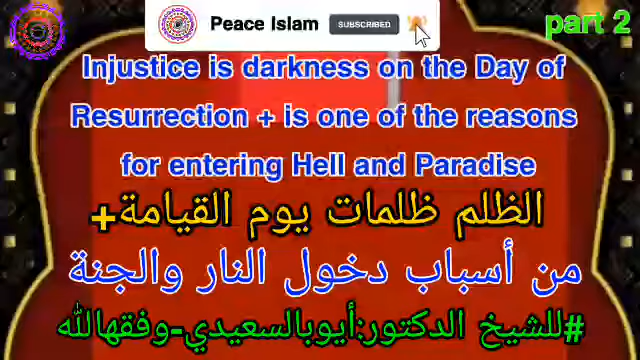 Peace Islam
SUBSCRIBED
part 2
Injustice is darkness on the Day of
Resurrection + is one of the reasons
for entering Hell and Paradise
الظلم ظلمات يوم القيامة+
من أسباب دخول النار والجنة
#للشيخ الدكتور:أيوبالسعيدي-وفقهالله